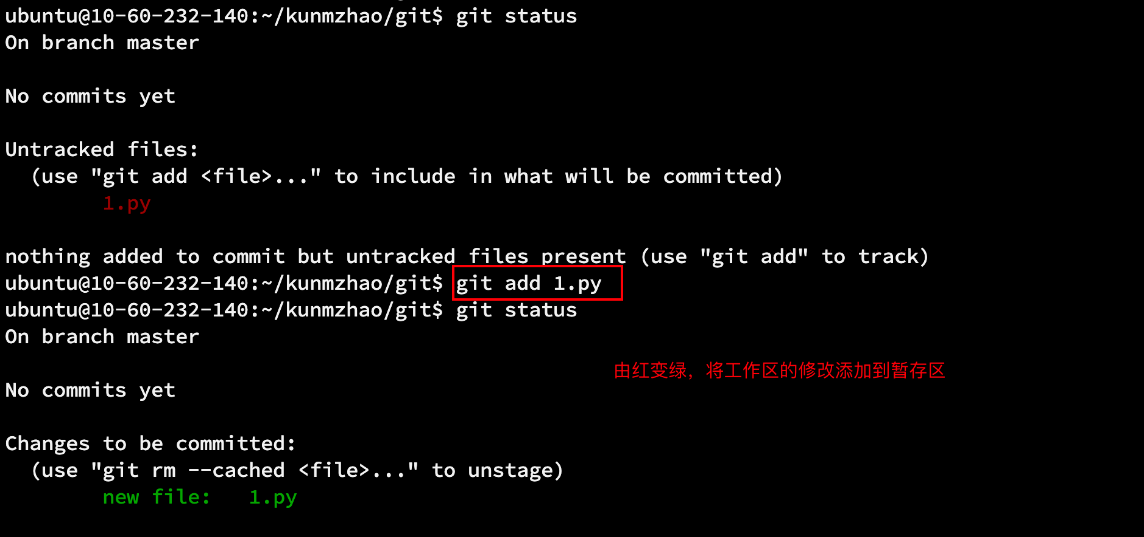 ubuntu@10-60-232-140:~/kunmzhao/git$ git status
On branch master
No commits yet
Untracked files:
(use "git add <file>..." to include in what will be committed)
1.py
nothing added to commit but untracked files present (use "git add" to track)
ubuntu@10-60-232-140:~/kunmzhao/git$ git add 1.py
ubuntu@10-60-232-140:~/kunmzhao/git$ git status
On branch master
由红变绿，将工作区的修改添加到暂存区
No commits yet
Changes to be committed:
(use "git rm --cached <file>..." to unstage)
new file: 1.py